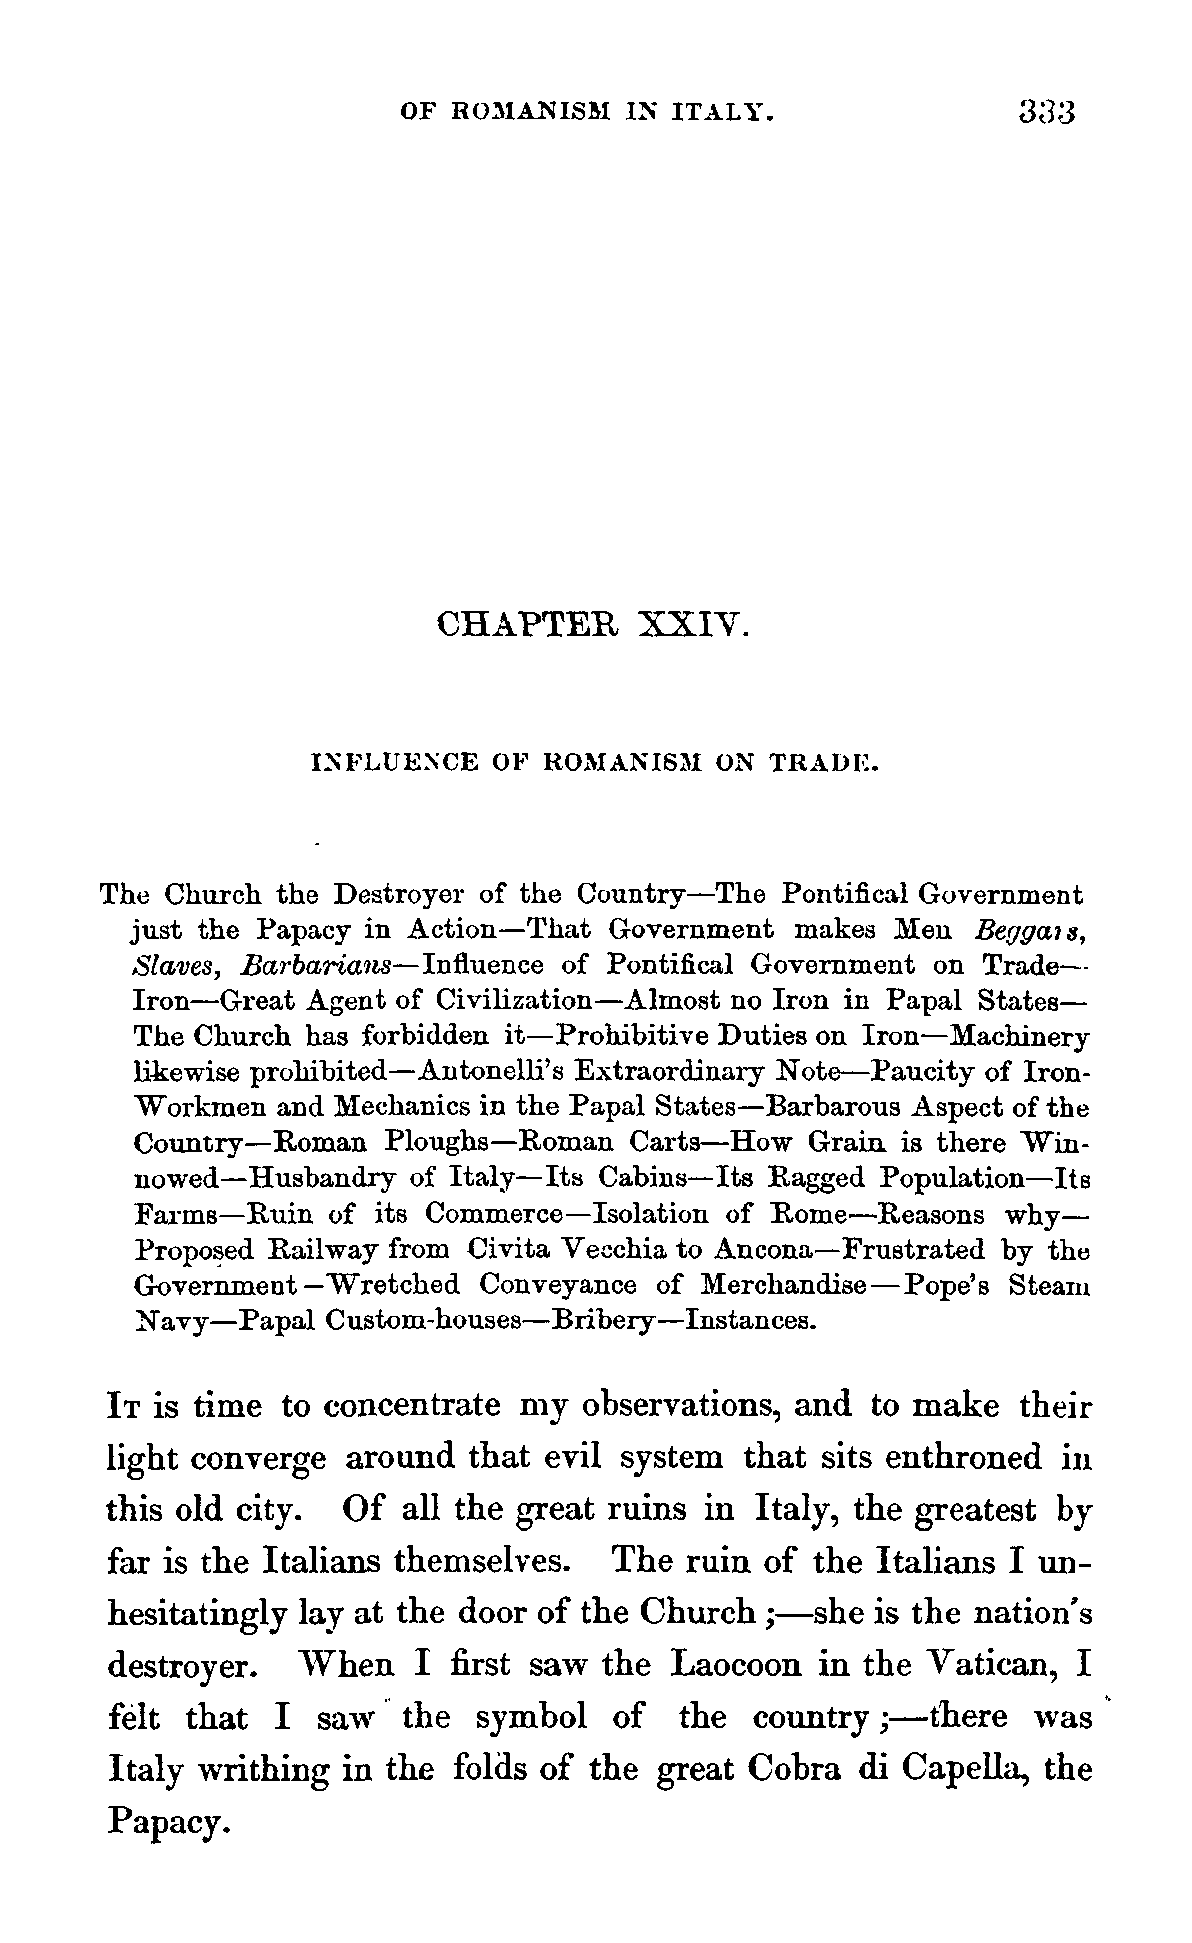 OF ROMANISM IN ITALY. 333
CHAPTER XXIV.
INFLUENCE OF ROMANISM ON TRADE.
The Church the Destroyer of the Country—The Pontifical Government
just the Papacy in Action—That Government makes Men Beggars,
Slaves, Barbarians—Influence of Pontifical Government on Trade—
Iron—Great Agent of Civilization—Almost no Iron in Papal States—
The Church has forbidden it—Prohibitive Duties on Iron—Machinery
likewise prohibited—Antonelli's Extraordinary Note—Paucity of Iron-
Workmen and Mechanics in the Papal States—Barbarous Aspect of the
Country—Roman Ploughs—Roman Carts—How Grain is there Win-
nowed—Husbandry of Italy—Its Cabins—Its Ragged Population—Its
Farms—Ruin of its Commerce—Isolation of Rome—Reasons why—
Proposed Railway from Civita Vecchia to Ancona—Frustrated by the
Government—Wretched Conveyance of Merchandise—Pope's Steam
Navy—Papal Custom-houses—Bribery—Instances.
IT is time to concentrate my observations, and to make their
light converge around that evil system that sits enthroned in
this old city. Of all the great ruins in Italy, the greatest by
far is the Italians themselves. The ruin of the Italians I un-
hesitatingly lay at the door of the Church ;—she is the nation's
destroyer. When I first saw the Laocoon in the Vatican, I
felt that I saw the symbol of the country ;—there was
Italy writhing in the folds of the great Cobra di Capella, the
Papacy.